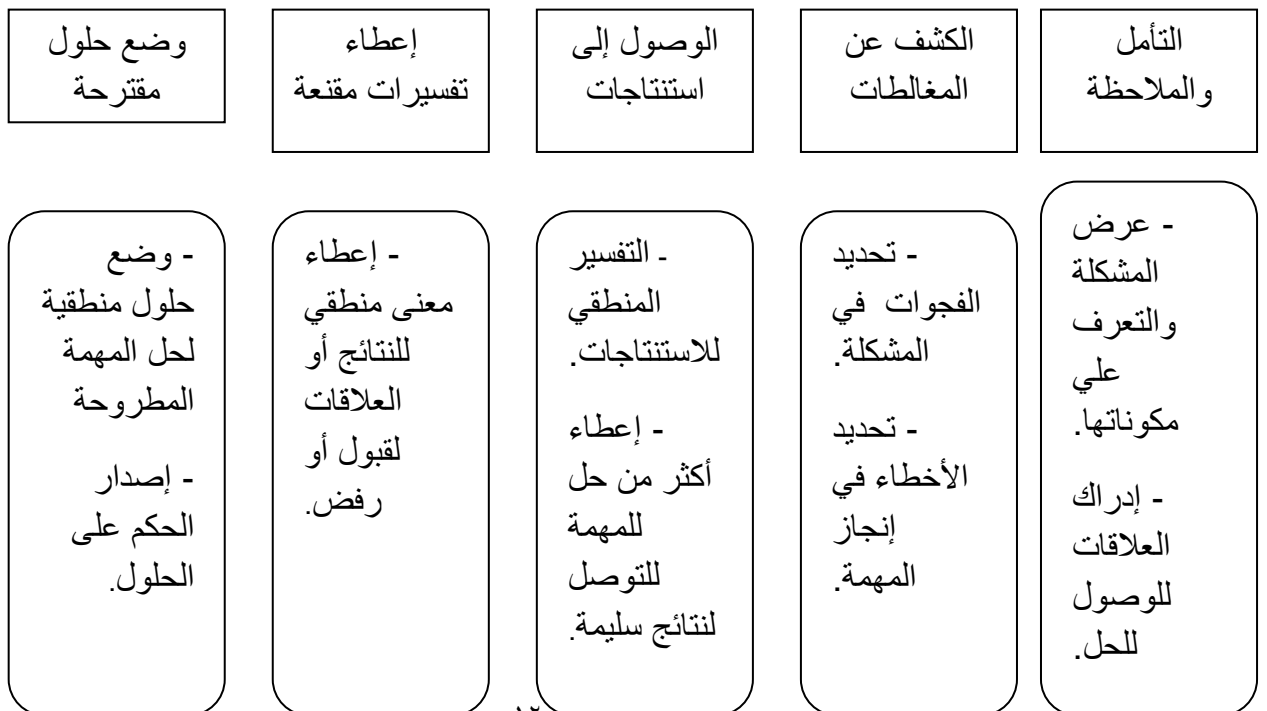 التأمل
والملاحظة
الكشف عن
المغالطات
الوصول إلى
استنتاجات
إعطاء
تفسيرات مقنعة
وضع حلول
مقترحة
- عرض
المشكلة
والتعرف
علي
مكوناتها.
- إدراك
العلاقات
للوصول
للحل.
- تحديد
الفجوات في
المشكلة.
- تحديد
الأخطاء في
إنجاز
المهمة.
- التفسير
المنطقي
للاستنتاجات.
- إعطاء
أكثر من حل
للمهمة
للتوصل
لنتائج سليمة.
- إعطاء
معنى منطقي
للنتائج أو
العلاقات
لقبول أو
رفض.
- وضع
حلول منطقية
لحل المهمة
المطروحة
- إصدار
الحكم على
الحلول.